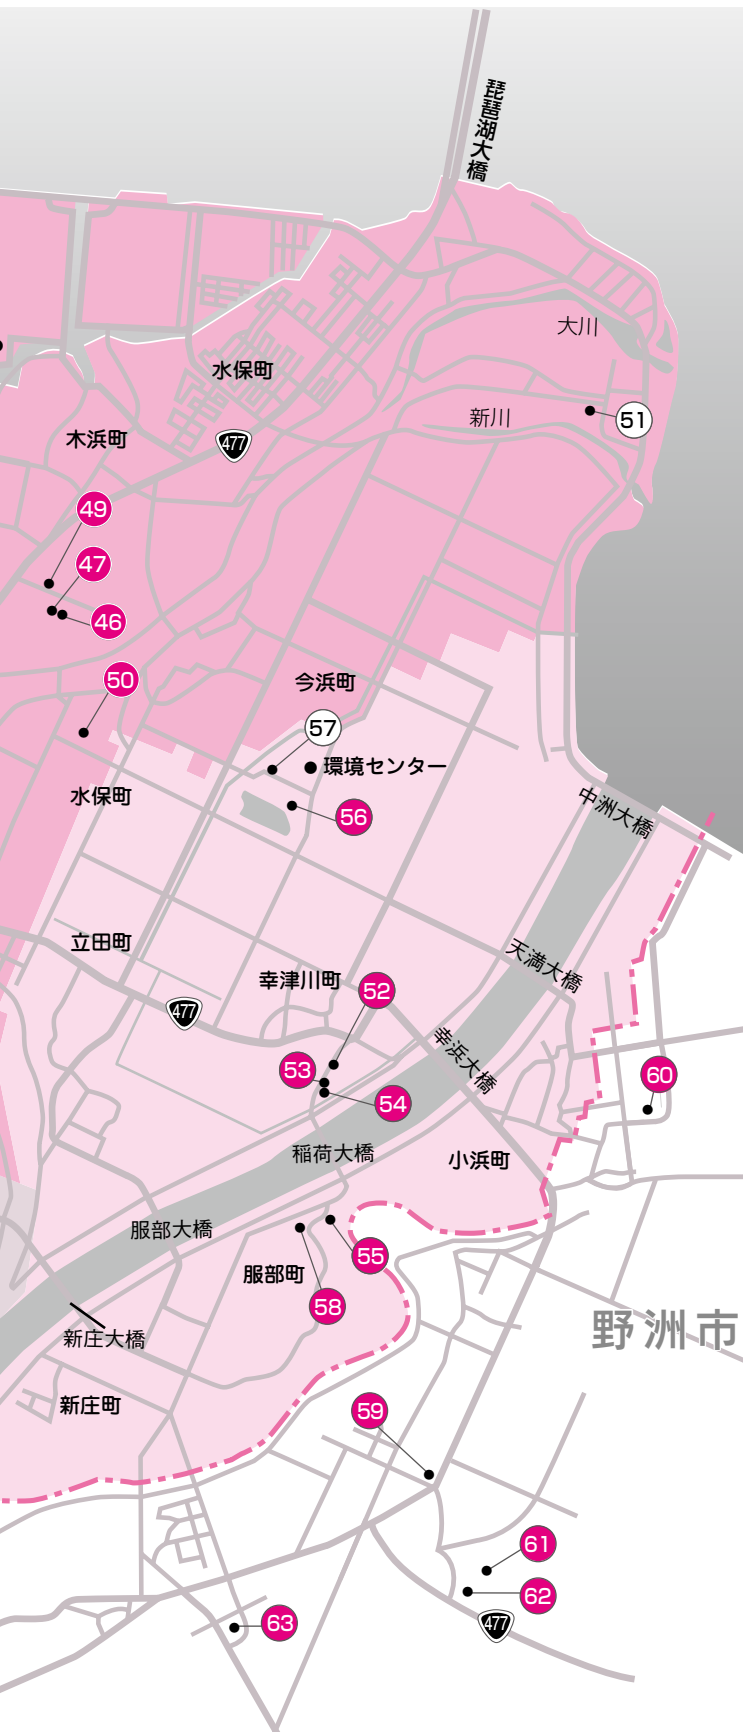 琵琶湖大橋
大川
水保町
新川
51
木浜町
477
49
47
46
50
今浜町
57
環境センター
水保町
56
中洲大橋
立田町
天満大橋
幸津川町
52
477
幸浜大橋
53
60
54
稲荷大橋
小浜町
服部大橋
55
服部町
58
野洲市
新庄大橋
新庄町
59
61
62
477
63